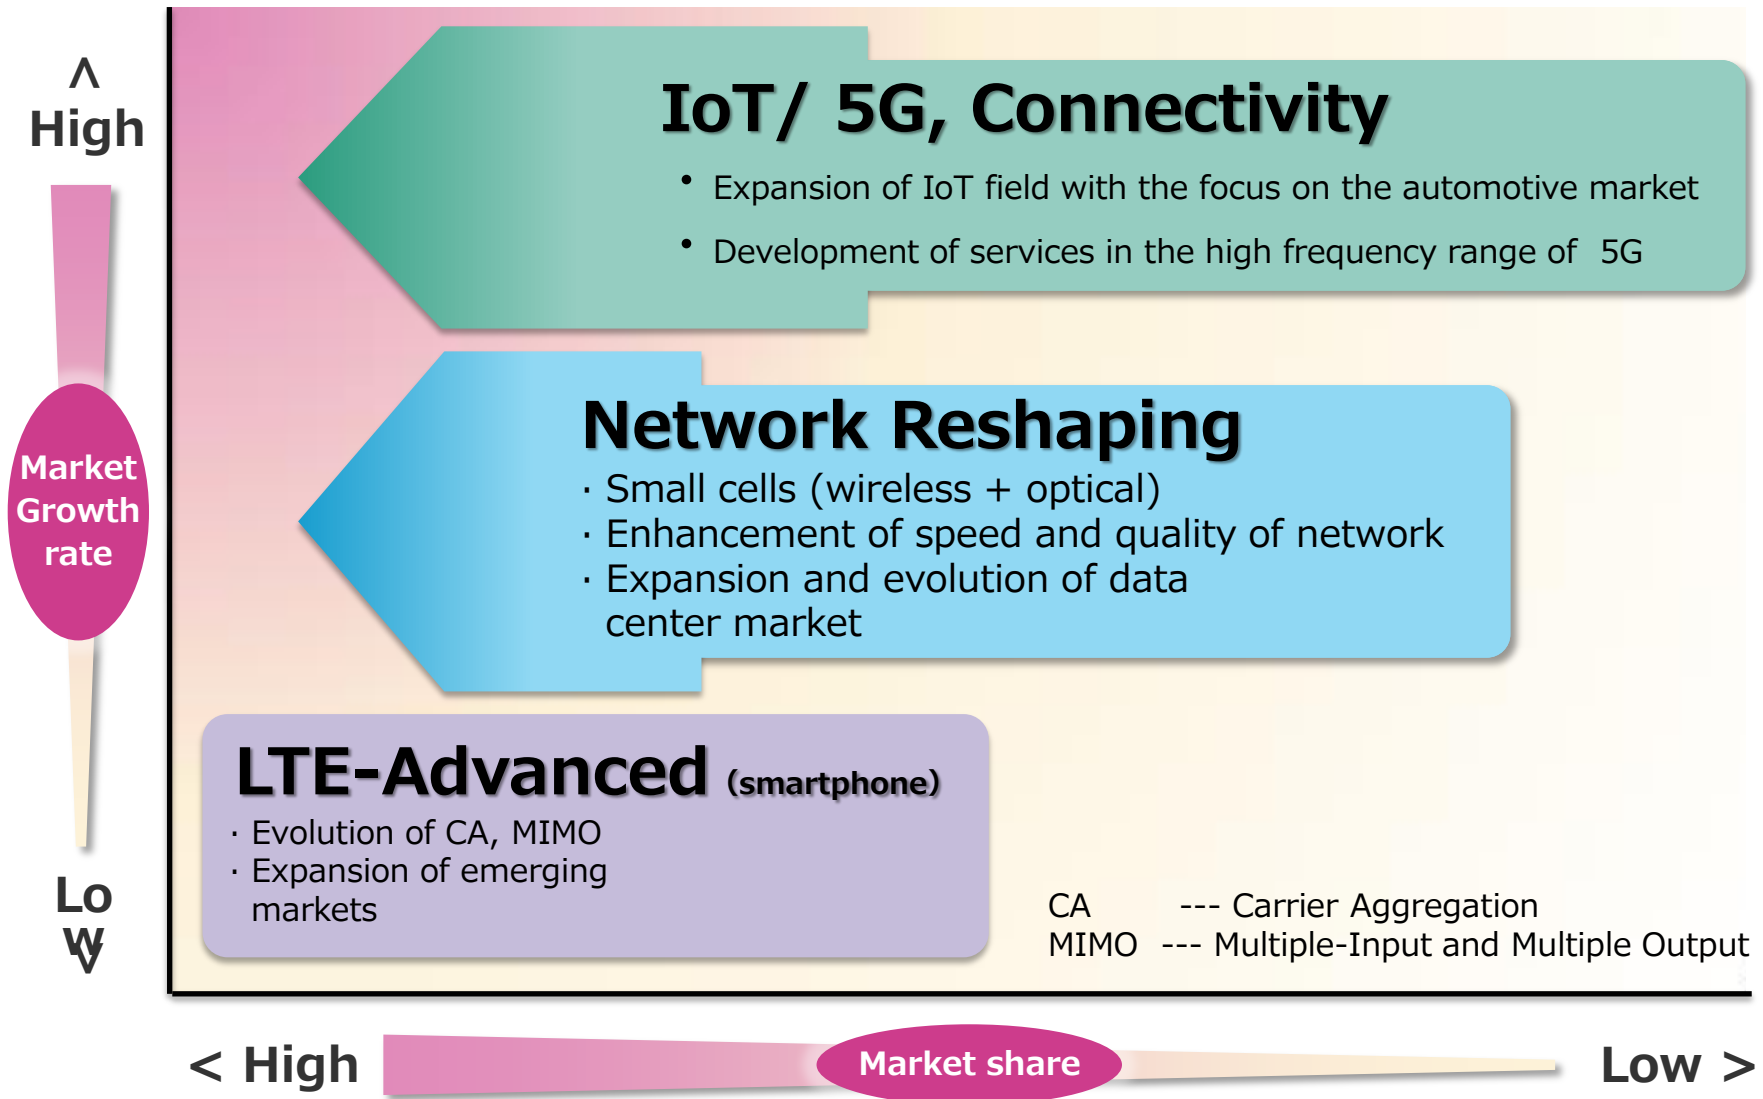 ^
High
Market
Growth
rate
Lo
w
v
IoT/ 5G, Connectivity
• Expansion of IoT field with the focus on the automotive market
• Development of services in the high frequency range of 5G
Network Reshaping
· Small cells (wireless + optical)
· Enhancement of speed and quality of network
· Expansion and evolution of data
center market
LTE-Advanced (smartphone)
· Evolution of CA, MIMO
· Expansion of emerging
markets
CA --- Carrier Aggregation
MIMO --- Multiple-Input and Multiple Output
< High
Market share
Low >